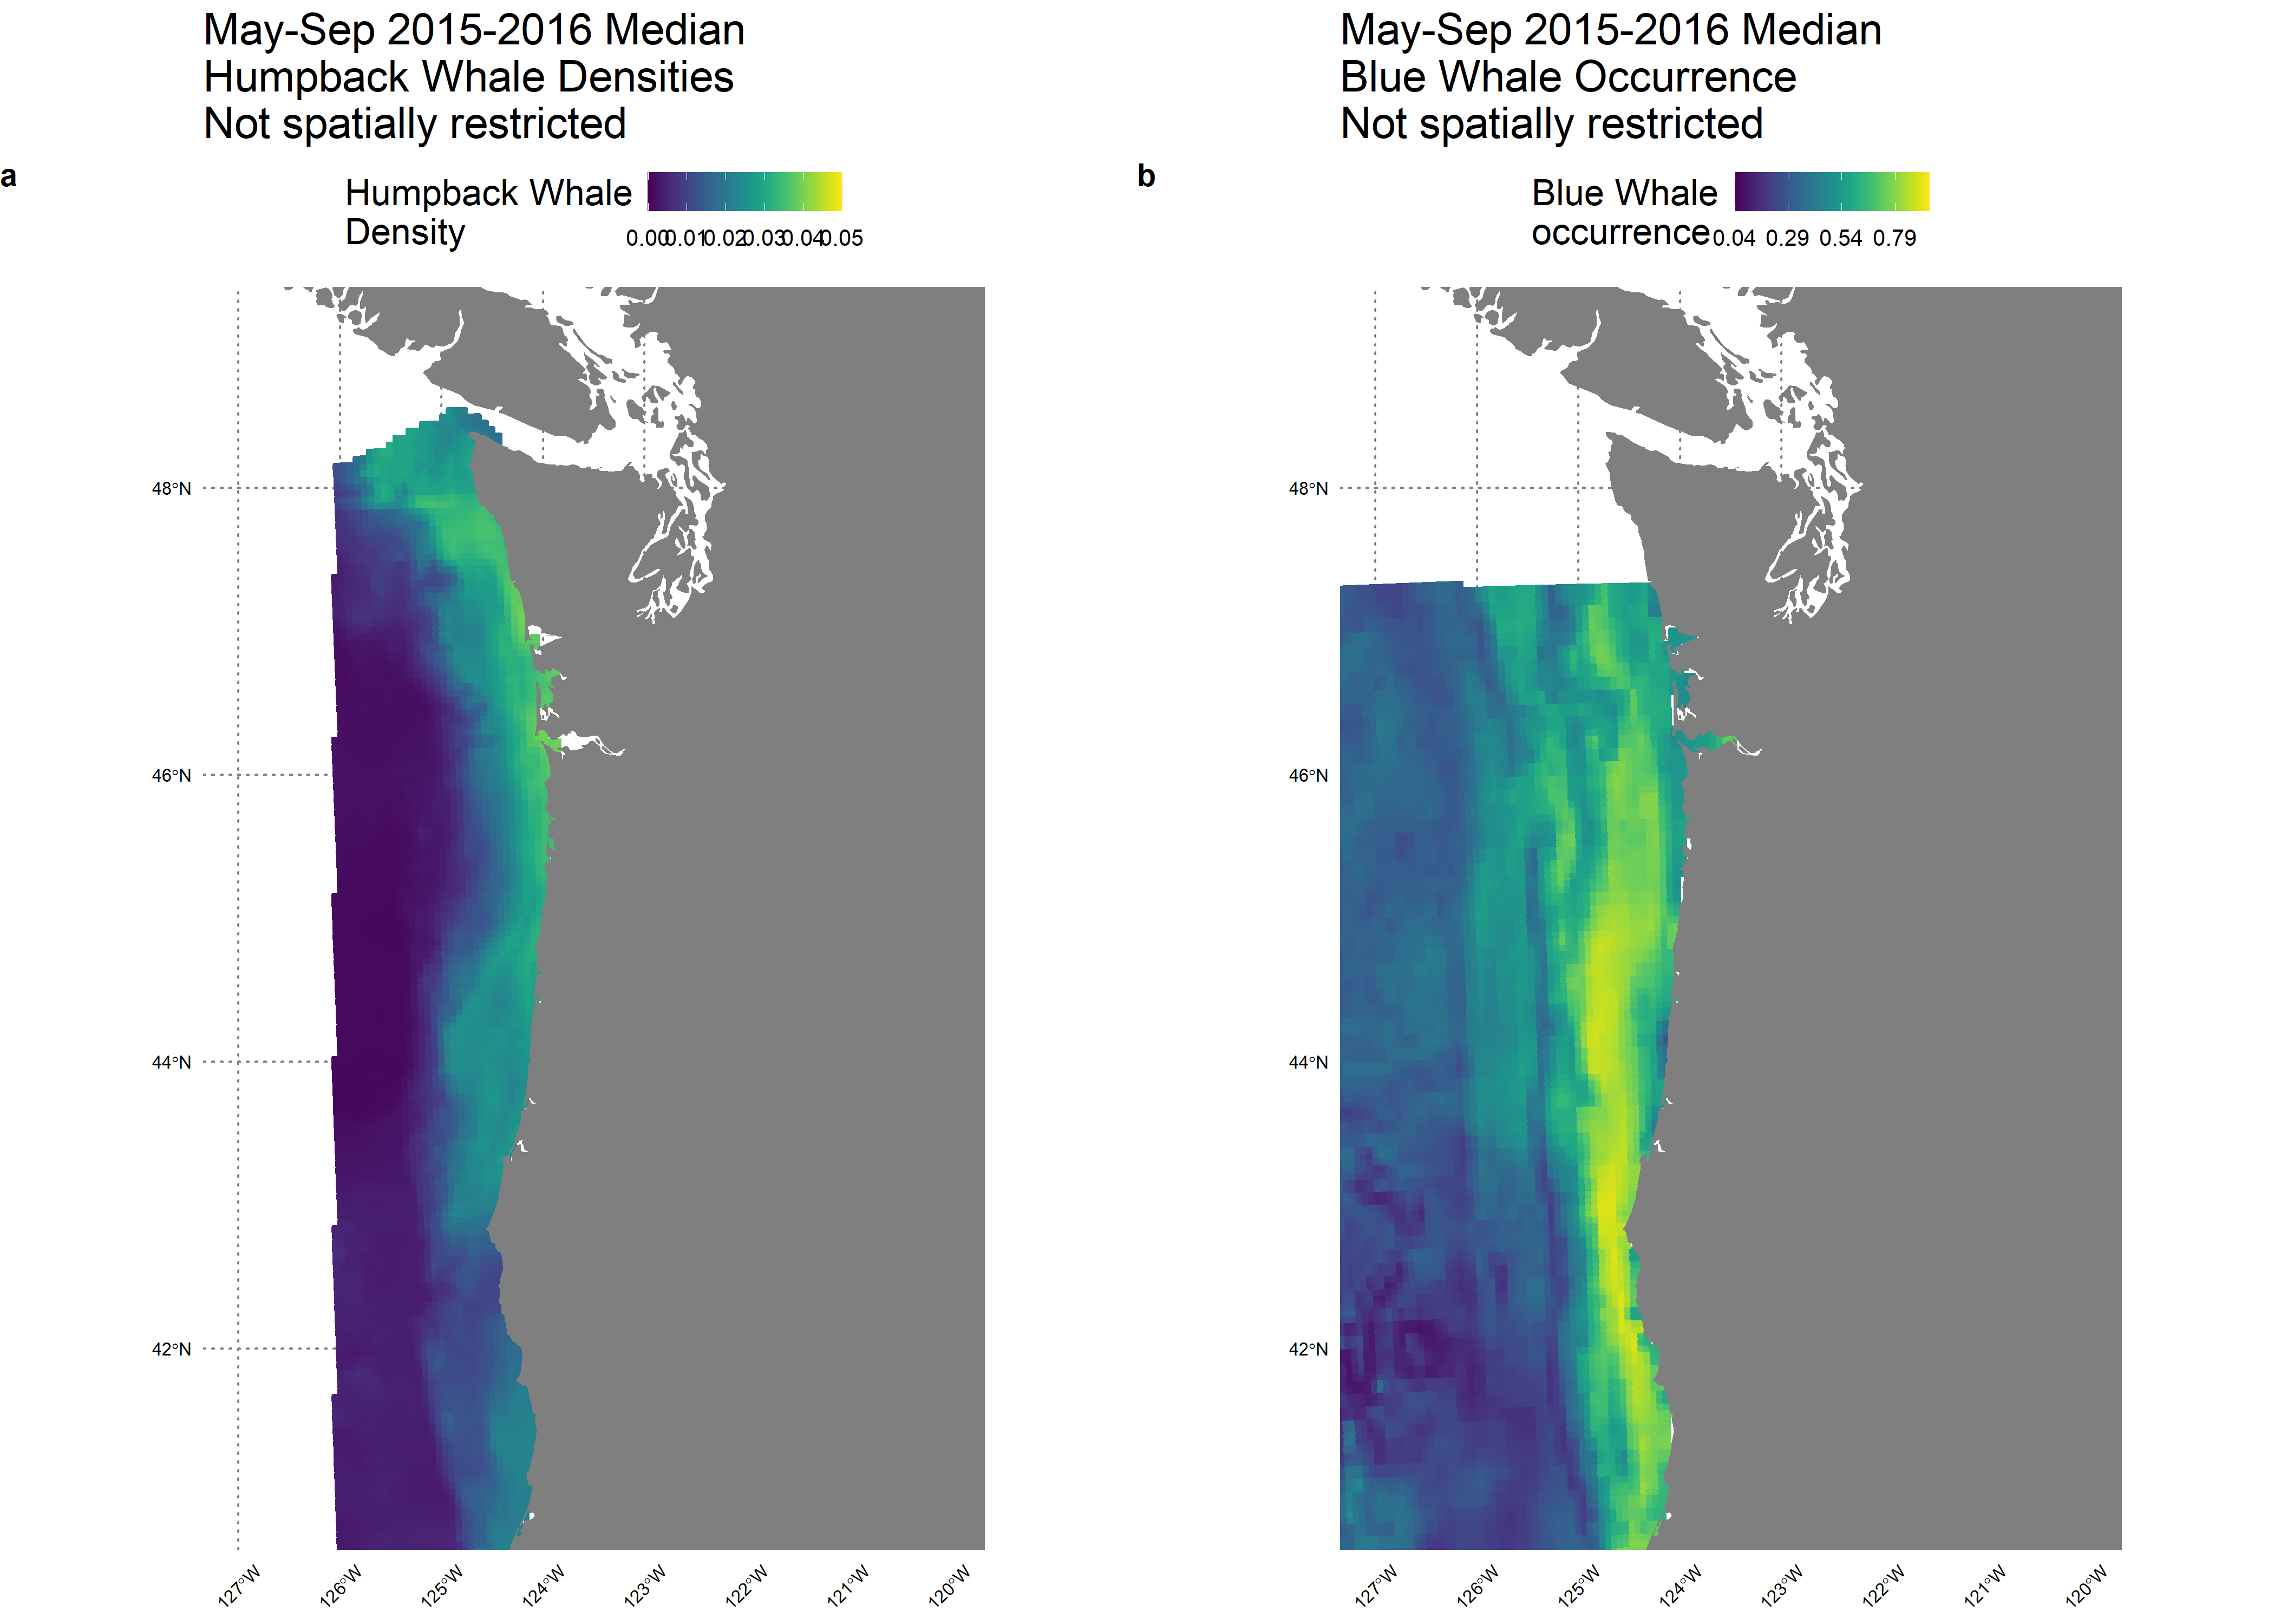 May-Sep 2015-2016 Median
Humpback Whale Densities
Not spatially restricted
a
Humpback Whale
Density
0.00 0.01 0.02 0.03 0.04 0.05
48°N
46°N
44°N
42°N
127°W 126°W 125°W 124°W 123°W 122°W 121°W 120°W
May-Sep 2015-2016 Median
Blue Whale Occurrence
Not spatially restricted
b
Blue Whale
occurrence
0.04 0.29 0.54 0.79
48°N
46°N
44°N
42°N
127°W 126°W 125°W 124°W 123°W 122°W 121°W 120°W